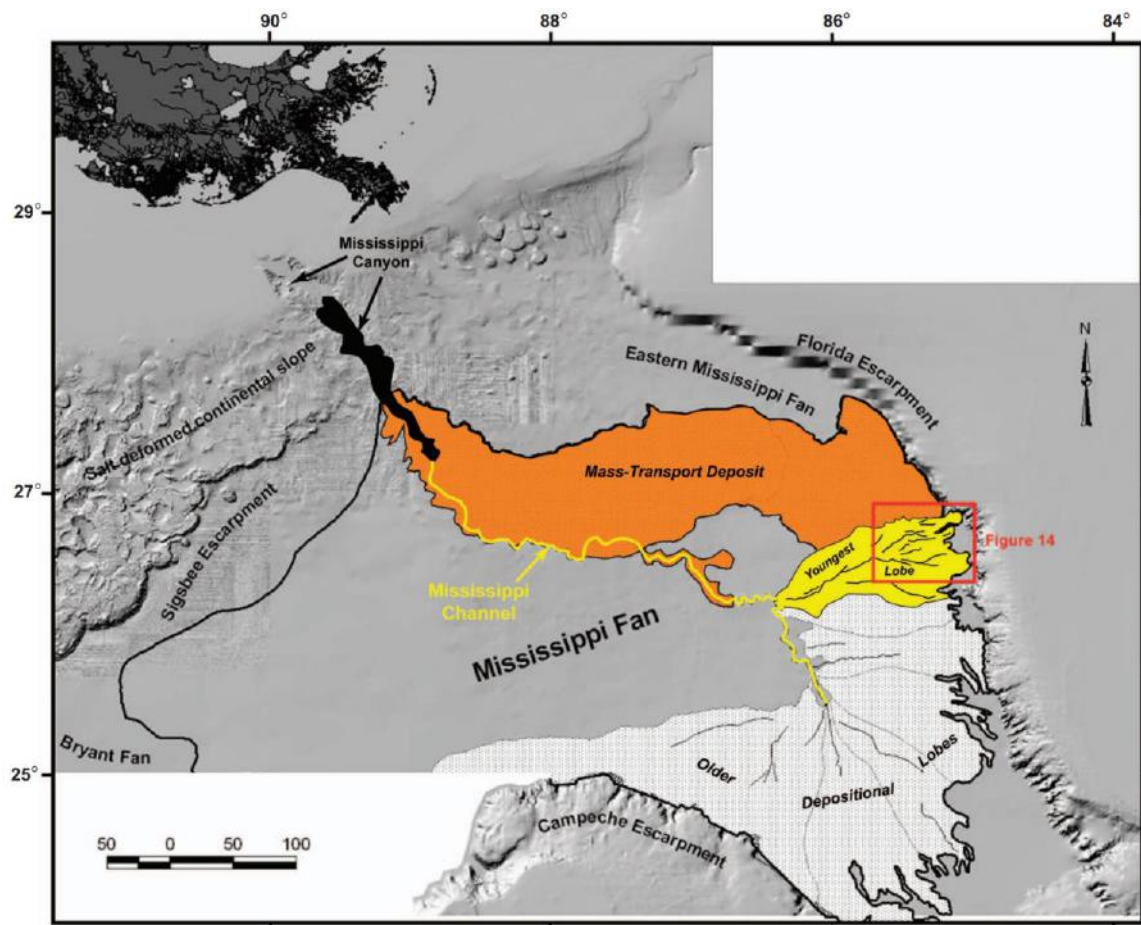 90°
88°
86°
84°
29°
27°
25°
Mississippi
Canyon
Salt deformed continental slope
Sigsbee Escarpment
Bryant Fan
Eastern Mississippi Fan
Florida Escarpment
N
Mass-Transport Deposit
Figure 14
Youngest
Lobe
Mississippi
Channel
Mississippi Fan
Older
Depositional
Lobes
Campeche Escarpment
50 0 50 100